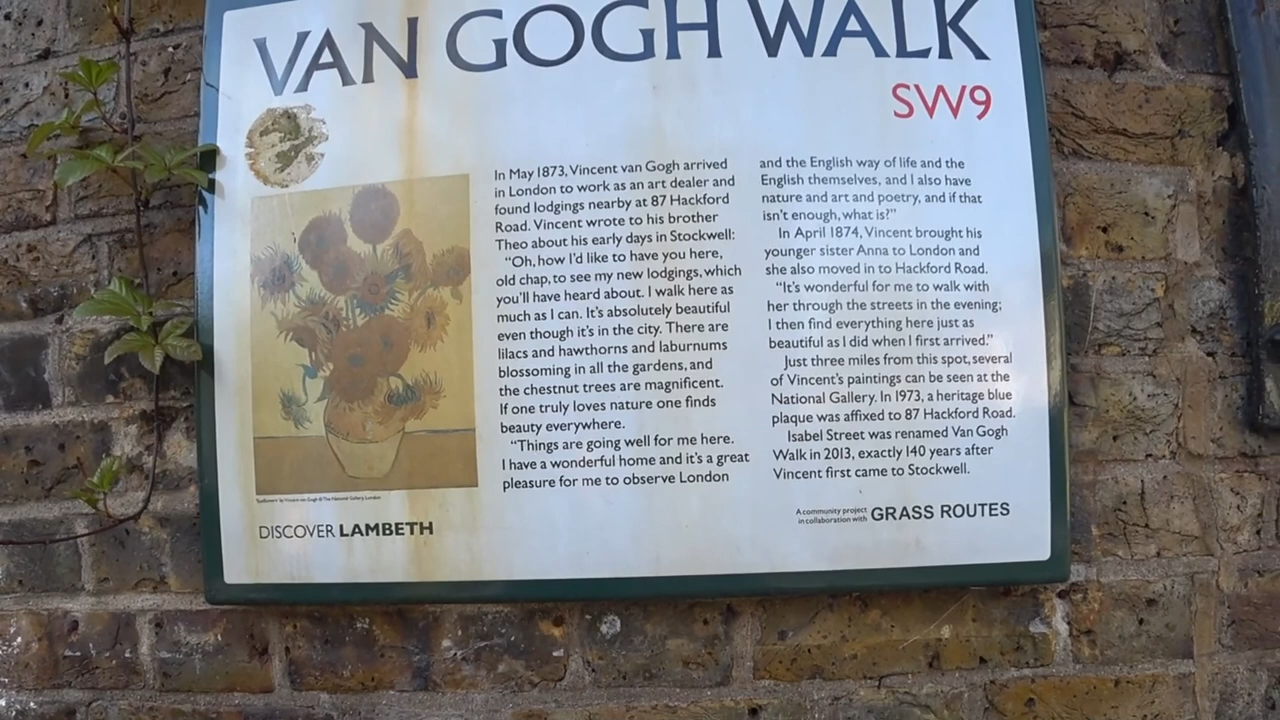 VAN GOGH WALK
SW9
In May 1873, Vincent van Gogh arrived
in London to work as an art dealer and
found lodgings nearby at 87 Hackford
Road. Vincent wrote to his brother
Theo about his early days in Stockwell:
“Oh, how I’d like to have you here,
old chap, to see my new lodgings, which
you’ll have heard about. I walk here as
much as I can. It’s absolutely beautiful
even though it’s in the city. There are
lilacs and hawthorns and laburnums
blossoming in all the gardens, and
the chestnut trees are magnificent.
If one truly loves nature one finds
beauty everywhere.
“Things are going well for me here.
I have a wonderful home and it’s a great
pleasure for me to observe London
and the English way of life and the
English themselves, and I also have
nature and art and poetry, and if that
isn’t enough, what is?”
In April 1874, Vincent brought his
younger sister Anna to London and
she also moved in to Hackford Road.
“It’s wonderful for me to walk with
her through the streets in the evening;
I then find everything here just as
beautiful as I did when I first arrived.”
Just three miles from this spot, several
of Vincent’s paintings can be seen at the
National Gallery. In 1973, a heritage blue
plaque was affixed to 87 Hackford Road.
Isabel Street was renamed Van Gogh
Walk in 2013, exactly 140 years after
Vincent first came to Stockwell.
'Sunflowers' by Vincent van Gogh © The National Gallery, London
DISCOVER LAMBETH
A community project
in collaboration with GRASS ROUTES